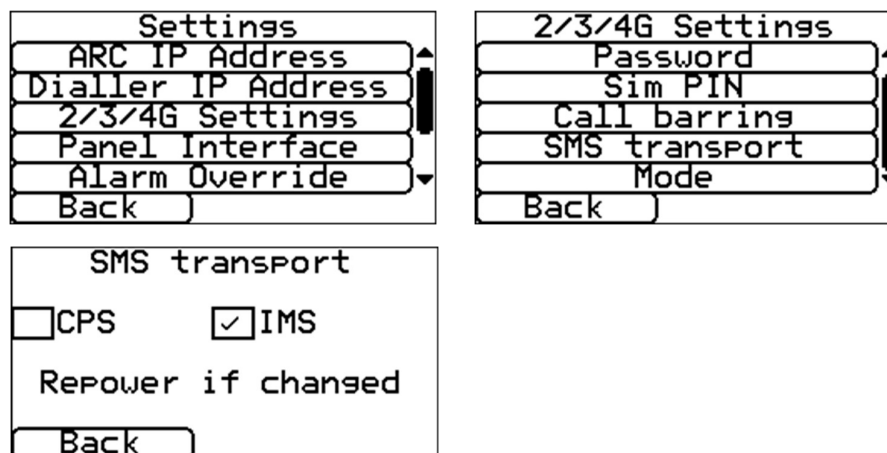 Settings
ARC IP Address
Dialler IP Address
2/3/4G Settings
Panel Interface
Alarm Override
Back
2/3/4G Settings
Password
Sim PIN
Call barring
SMS transport
Mode
Back
SMS transport
CPS
IMS
Repower if changed
Back